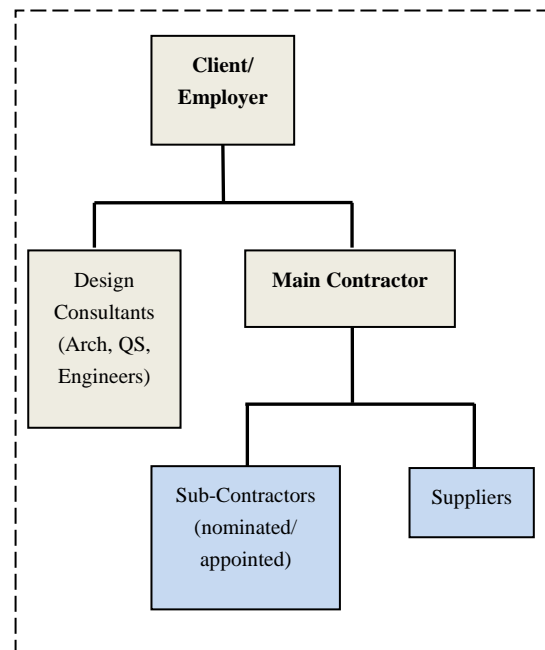 Client/
Employer
Design
Consultants
(Arch, QS,
Engineers)
Main Contractor
Sub-Contractors
(nominated/
appointed)
Suppliers